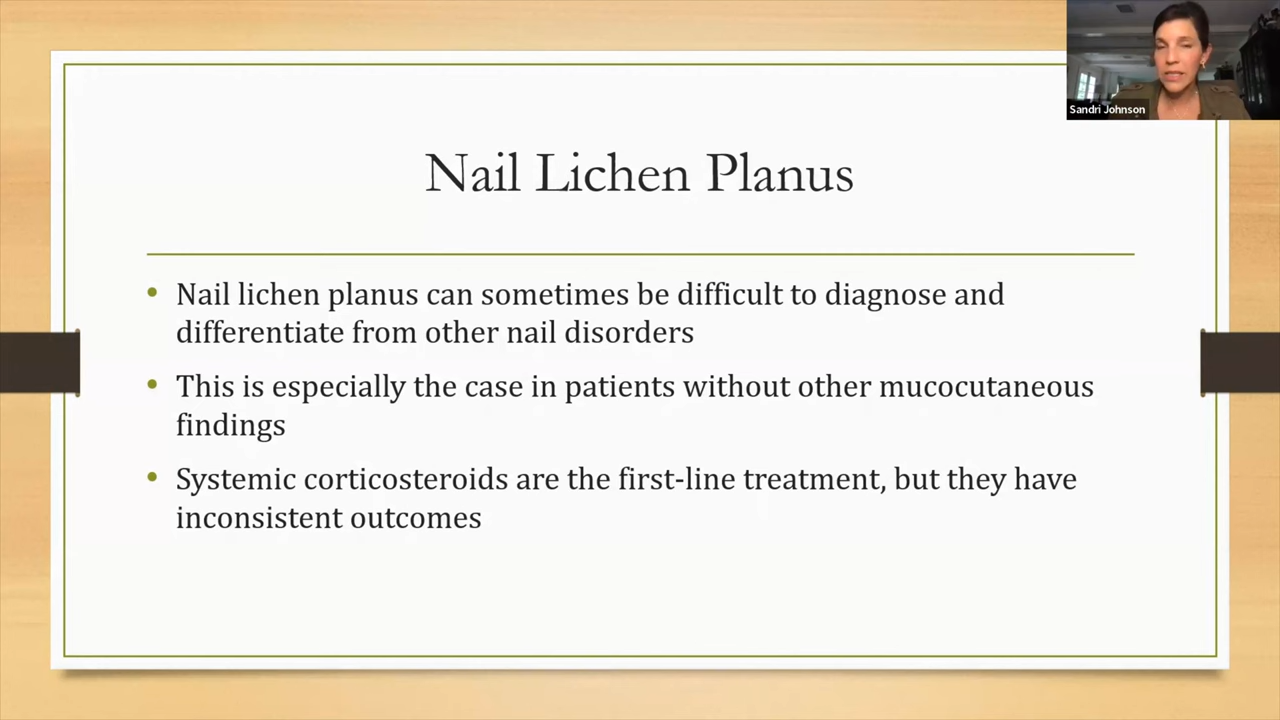 Sandri Johnson
Nail Lichen Planus
• Nail lichen planus can sometimes be difficult to diagnose and
differentiate from other nail disorders
• This is especially the case in patients without other mucocutaneous
findings
• Systemic corticosteroids are the first-line treatment, but they have
inconsistent outcomes